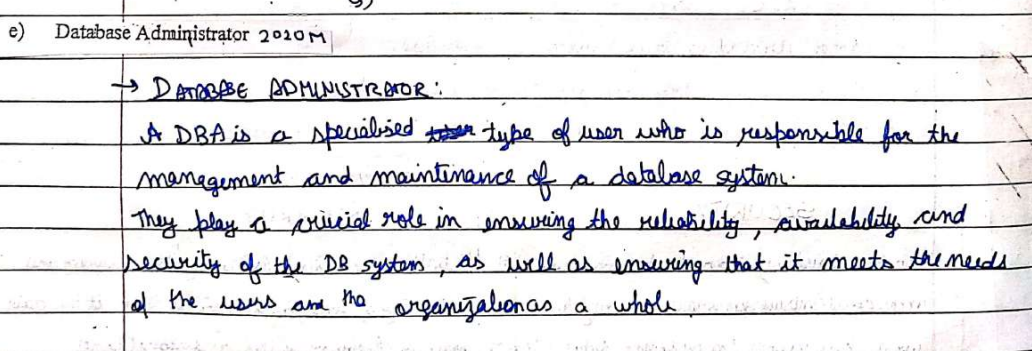 e) Database Administrator 2020M
→ DATABASE ADMINISTRATOR:
A DBA is a specialised type of user who is responsible for the
management and maintinance of a database system.
They play a crucial role in ensuring the reliability, availability and
security of the DB system, as well as ensuring that it meets the needs
of the users and the organization as a whole.